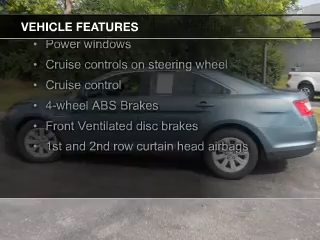 VEHICLE FEATURES
• Power windows
• Cruise controls on steering wheel
• Cruise control
• 4-wheel ABS Brakes
• Front Ventilated disc brakes
• 1st and 2nd row curtain head airbags